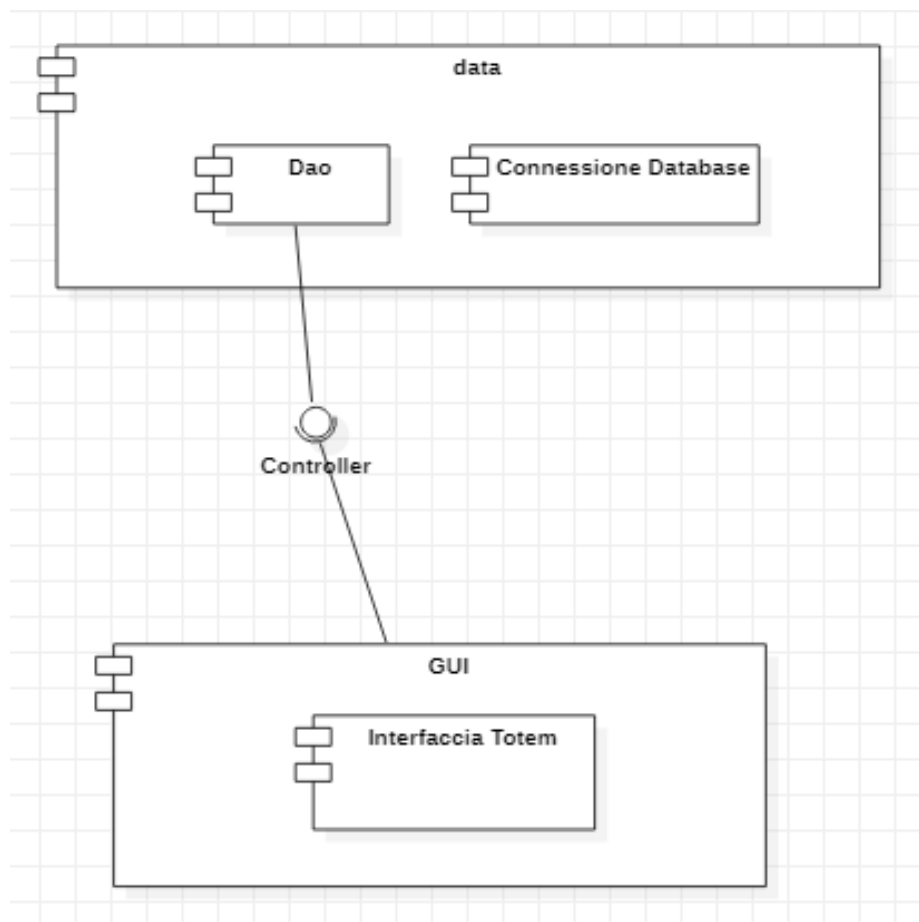 data
Dao
Connessione Database
Controller
GUI
Interfaccia Totem